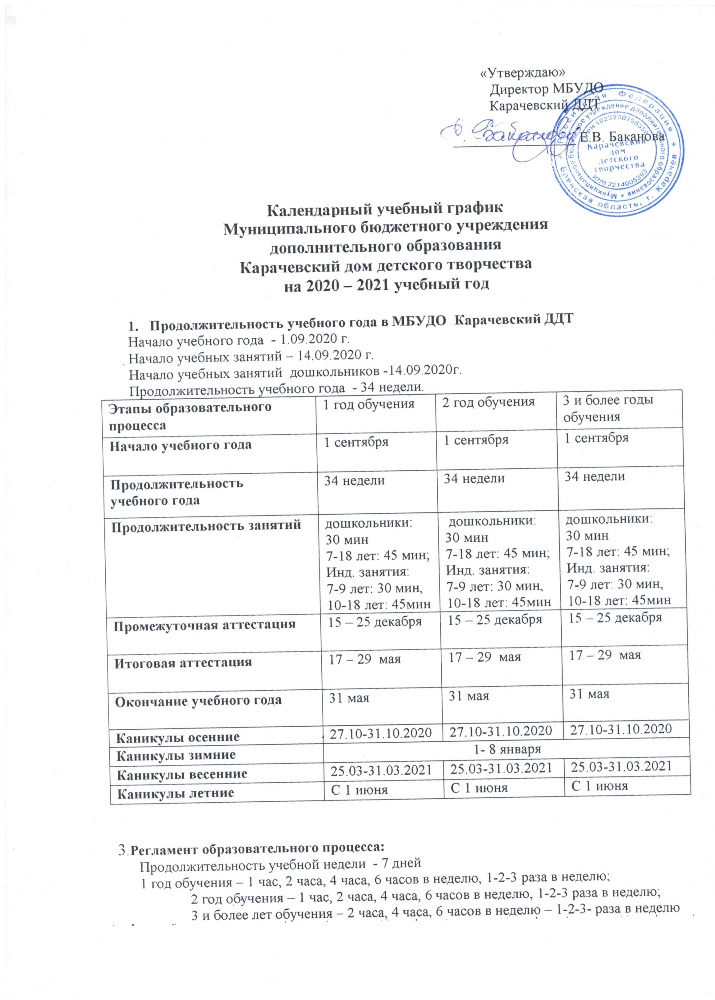 «Утверждаю»
Директор МБУДО
Карачевский ДДТ
Е.В. Баканова
Российская Федерация * Брянская область, г. Карачев *
Муниципальное бюджетное учреждение дополнительного образования *
ОГРН 1023200758350
Карачевский
дом
детского
творчества
ИНН 3214005393
Календарный учебный график
Муниципального бюджетного учреждения
дополнительного образования
Карачевский дом детского творчества
на 2020 – 2021 учебный год
1. Продолжительность учебного года в МБУДО Карачевский ДДТ
Начало учебного года - 1.09.2020 г.
Начало учебных занятий – 14.09.2020 г.
Начало учебных занятий дошкольников -14.09.2020г.
Продолжительность учебного года - 34 недели.
Этапы образовательного процесса | 1 год обучения | 2 год обучения | 3 и более годы обучения
Начало учебного года | 1 сентября | 1 сентября | 1 сентября
Продолжительность учебного года | 34 недели | 34 недели | 34 недели
Продолжительность занятий | дошкольники: | дошкольники: | дошкольники:
30 мин | 30 мин | 30 мин
7-18 лет: 45 мин; | 7-18 лет: 45 мин; | 7-18 лет: 45 мин;
Инд. занятия: | Инд. занятия: | Инд. занятия:
7-9 лет: 30 мин, | 7-9 лет: 30 мин, | 7-9 лет: 30 мин,
10-18 лет: 45мин | 10-18 лет: 45мин | 10-18 лет: 45мин
Промежуточная аттестация | 15 – 25 декабря | 15 – 25 декабря | 15 – 25 декабря
Итоговая аттестация | 17 – 29 мая | 17 – 29 мая | 17 – 29 мая
Окончание учебного года | 31 мая | 31 мая | 31 мая
Каникулы осенние | 27.10-31.10.2020 | 27.10-31.10.2020 | 27.10-31.10.2020
Каникулы зимние | 1- 8 января
Каникулы весенние | 25.03-31.03.2021 | 25.03-31.03.2021 | 25.03-31.03.2021
Каникулы летние | С 1 июня | С 1 июня | С 1 июня
3.Регламент образовательного процесса:
Продолжительность учебной недели - 7 дней
1 год обучения – 1 час, 2 часа, 4 часа, 6 часов в неделю, 1-2-3 раза в неделю;
2 год обучения – 1 час, 2 часа, 4 часа, 6 часов в неделю, 1-2-3 раза в неделю;
3 и более лет обучения – 2 часа, 4 часа, 6 часов в неделю – 1-2-3- раза в неделю